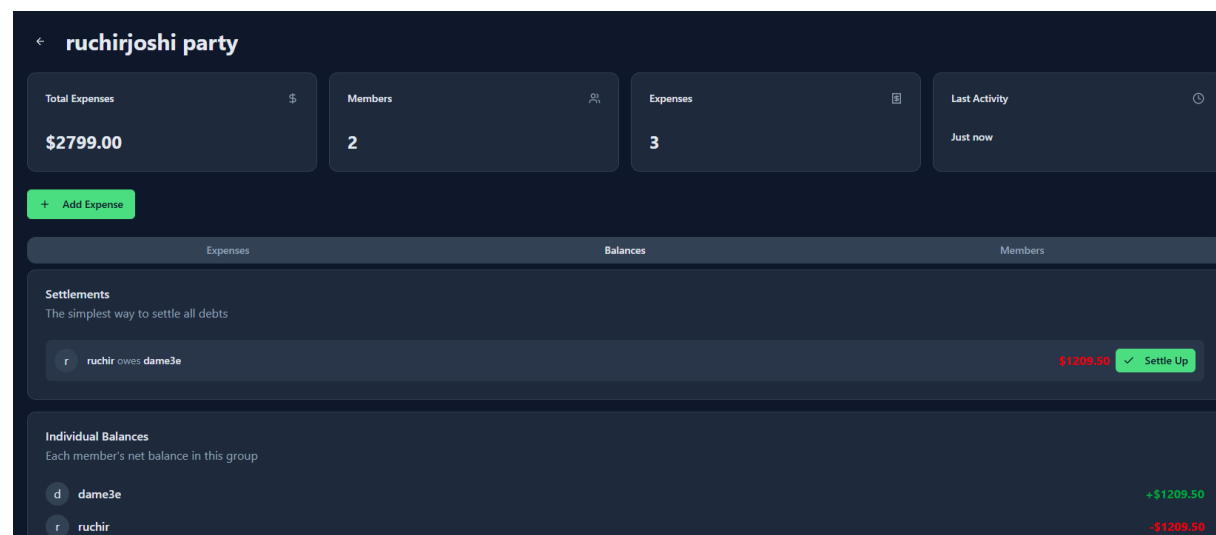 ruchirjoshi party
Total Expenses
$2799.00
Members
2
Expenses
3
Last Activity
Just now
+ Add Expense
Expenses
Balances
Members
Settlements
The simplest way to settle all debts
r ruchir owes dame3e $1209.50 Settle Up
Individual Balances
Each member's net balance in this group
d dame3e +$1209.50
r ruchir -$1209.50